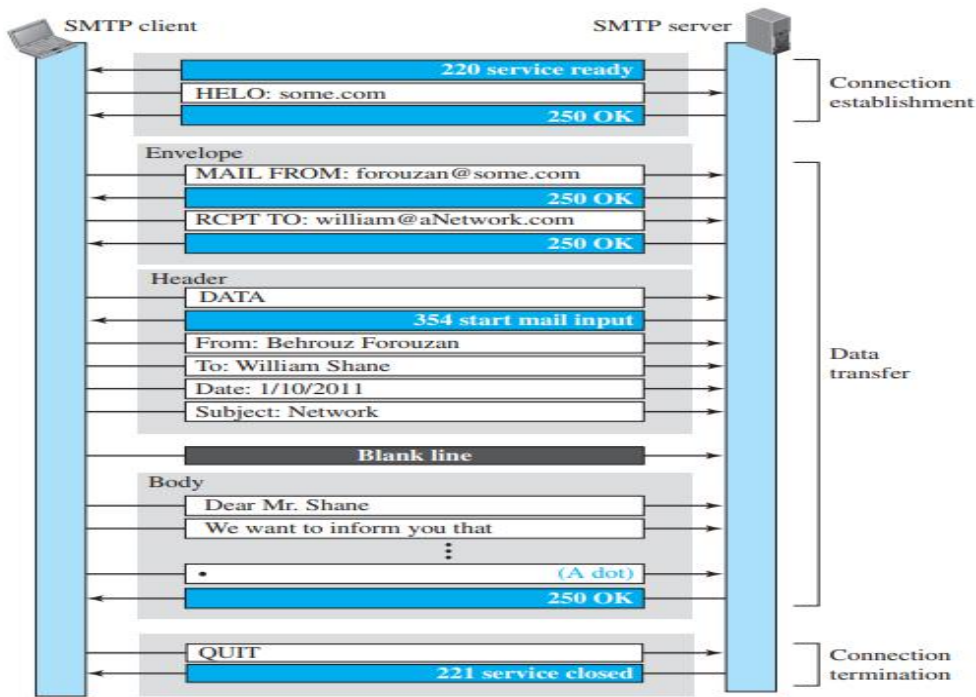 SMTP client
SMTP server
220 service ready
HELO: some.com
250 OK
Connection
establishment
Envelope
MAIL FROM: forouzan@some.com
250 OK
RCPT TO: william@aNetwork.com
250 OK
Header
DATA
354 start mail input
From: Behrouz Forouzan
To: William Shane
Date: 1/10/2011
Subject: Network
Data
transfer
Blank line
Body
Dear Mr. Shane
We want to inform you that
⋮
• (A dot)
250 OK
QUIT
221 service closed
Connection
termination